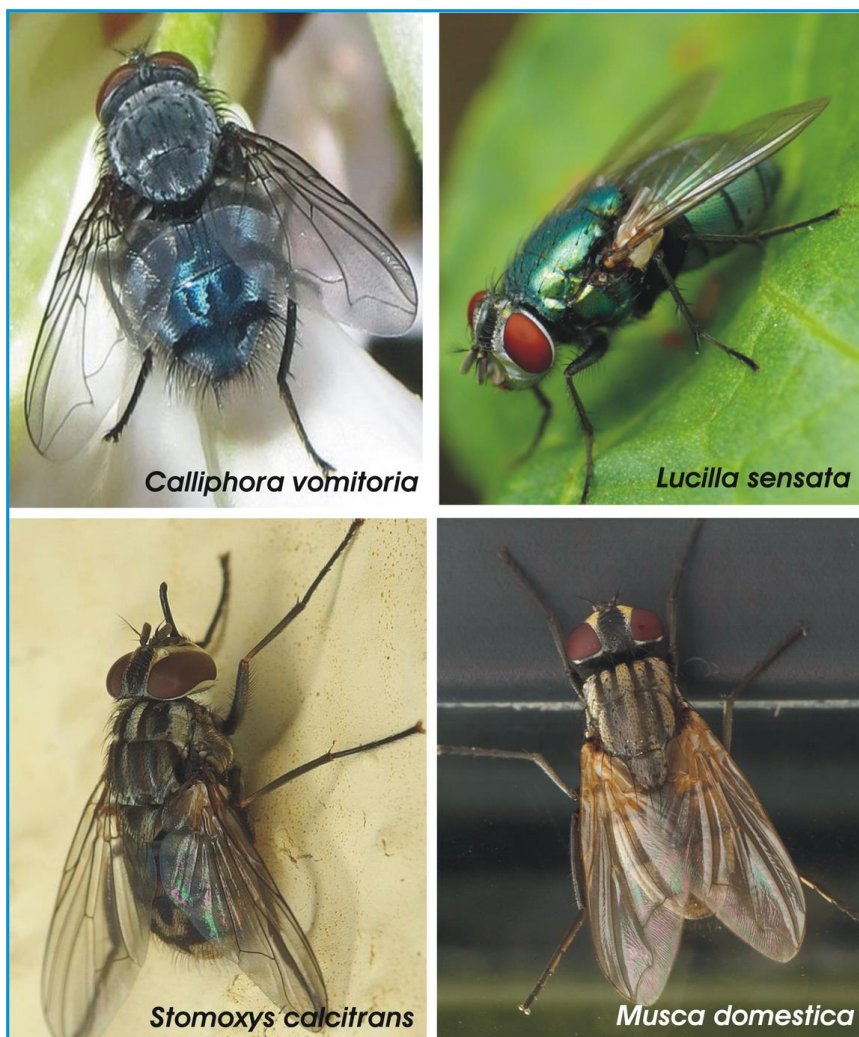 Calliphora vomitoria
Lucilla sensata
Stomoxys calcitrans
Musca domestica